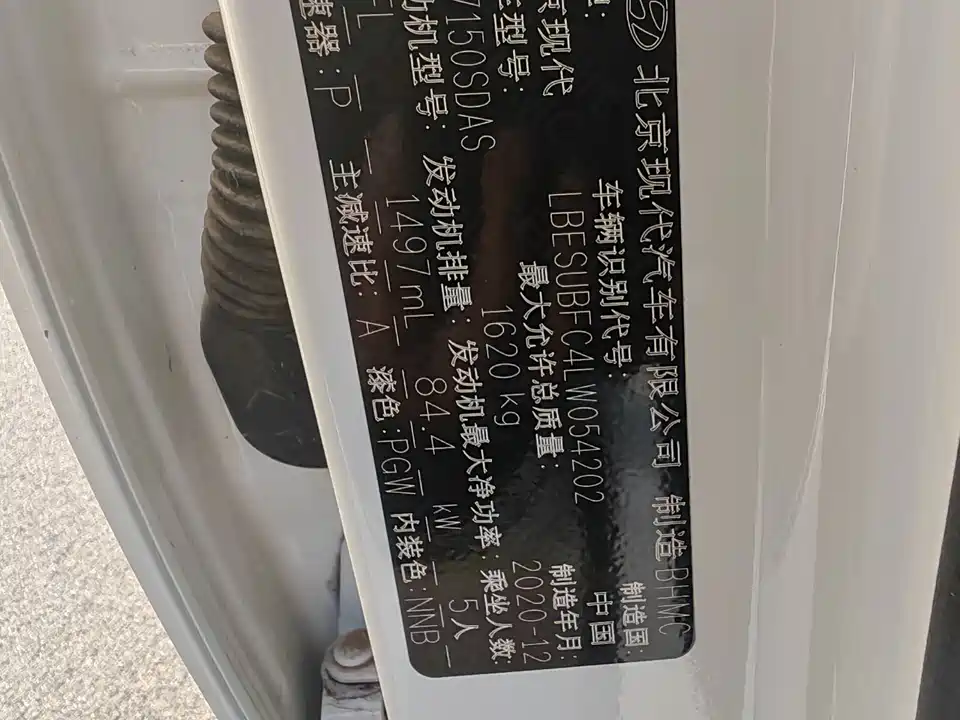 北京现代汽车有限公司 制造 BHMC
车辆识别代号: 制造国:
LBESUBFC4LW054202 中国
京现代 最大允许总质量: 制造年月:
型号: 1620 kg 2020-12
7150SDAS 发动机最大净功率: 乘坐人数:
动机型号: 发动机排量: 84.4 kW 5人
1497mL
速器: 主减速比: 漆色: 内装色:
P A PGW NNB